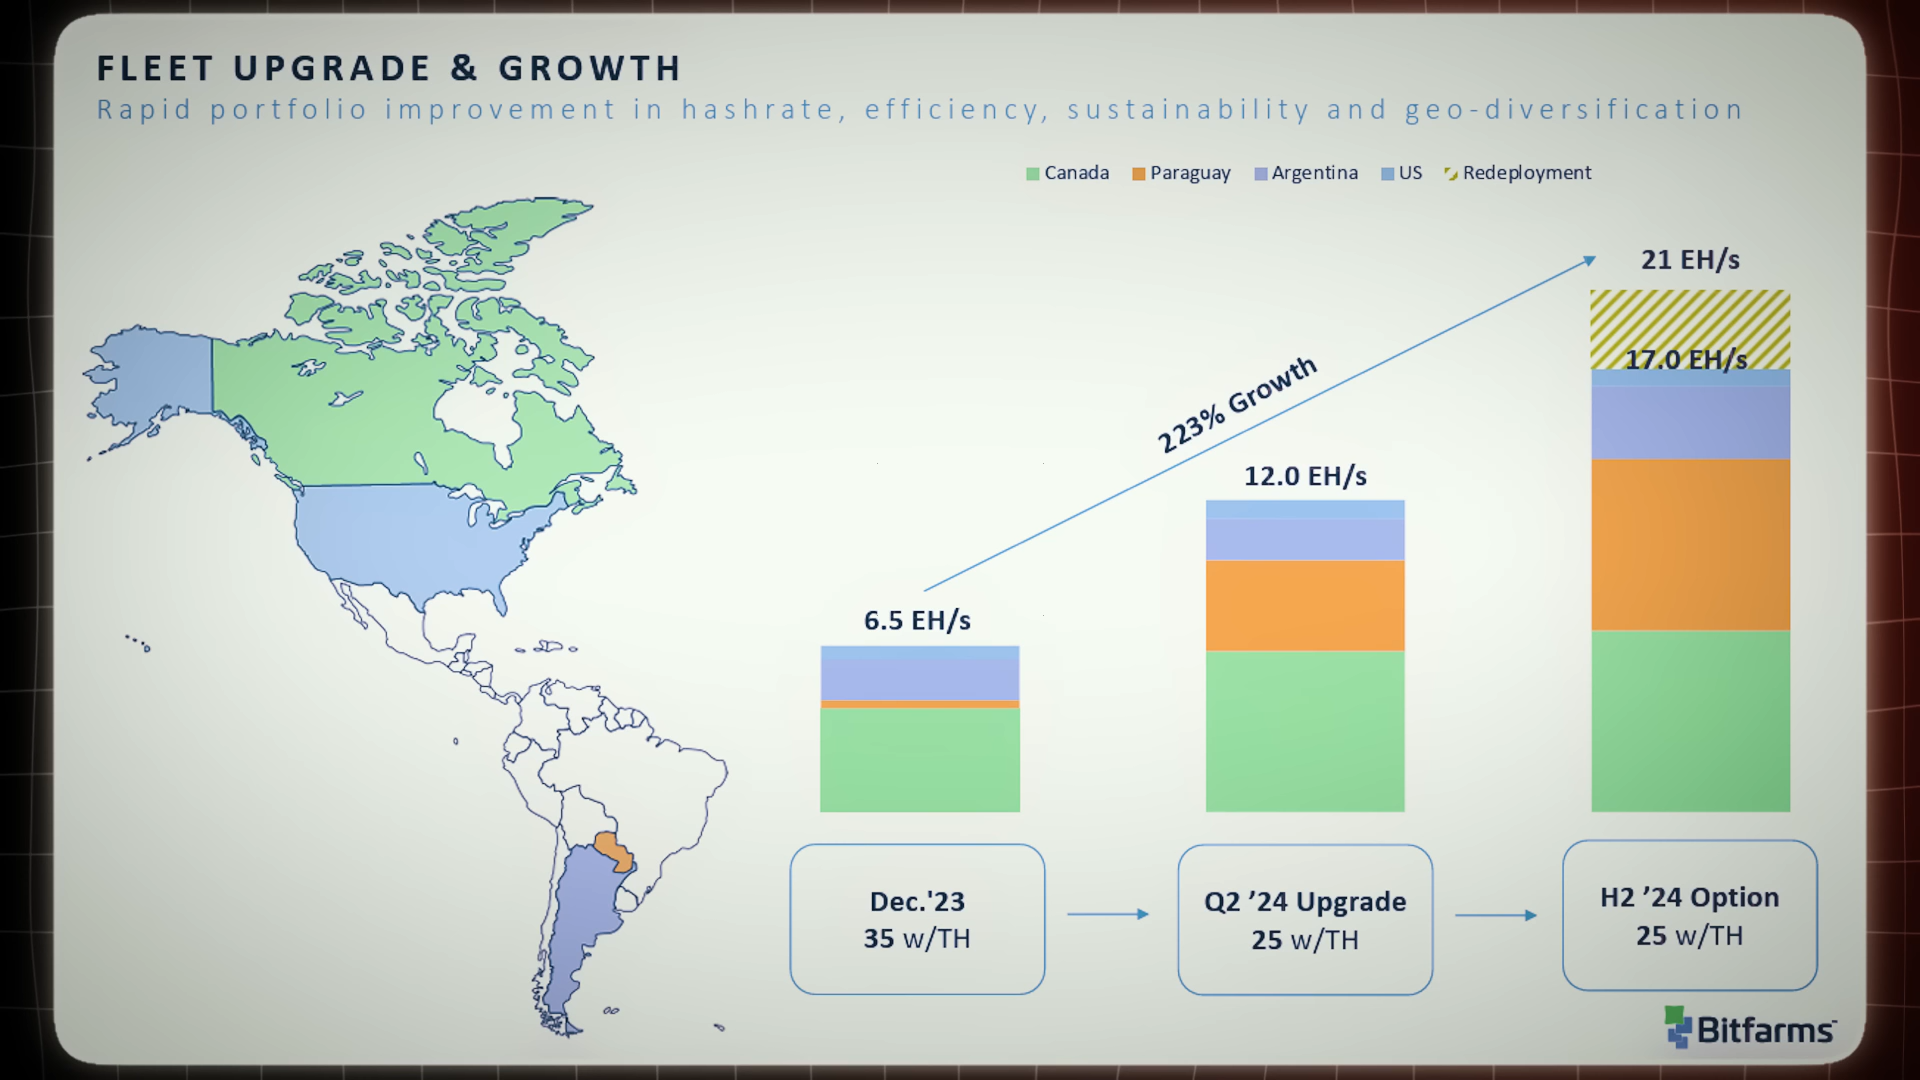 FLEET UPGRADE & GROWTH
Rapid portfolio improvement in hashrate, efficiency, sustainability and geo-diversification
Canada Paraguay Argentina US Redeployment
21 EH/s
17.0 EH/s
223% Growth
12.0 EH/s
6.5 EH/s
Dec.'23
35 w/TH
Q2 ’24 Upgrade
25 w/TH
H2 ’24 Option
25 w/TH
Bitfarms™